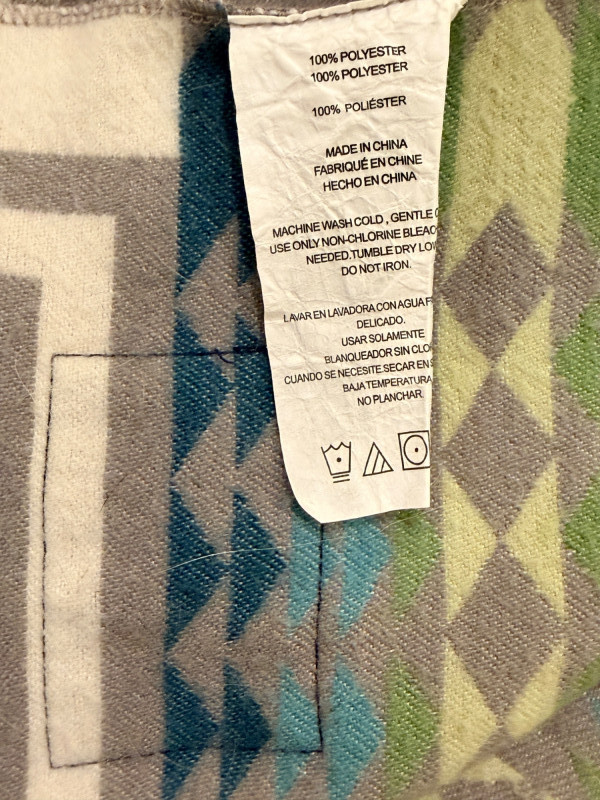 100% POLYESTER
100% POLYESTER
100% POLIÉSTER
MADE IN CHINA
FABRIQUÉ EN CHINE
HECHO EN CHINA
MACHINE WASH COLD , GENTLE
USE ONLY NON-CHLORINE
NEEDED.TUMBLE DRY
DO NOT IRON.
LAVAR EN LAVADORA CON AGUA
DELICADO.
USAR SOLAMENTE
BLANQUEADOR SIN
CUANDO SE NECESITE.SECAR EN
BAJA TEMPERATURA
NO PLANCHAR.